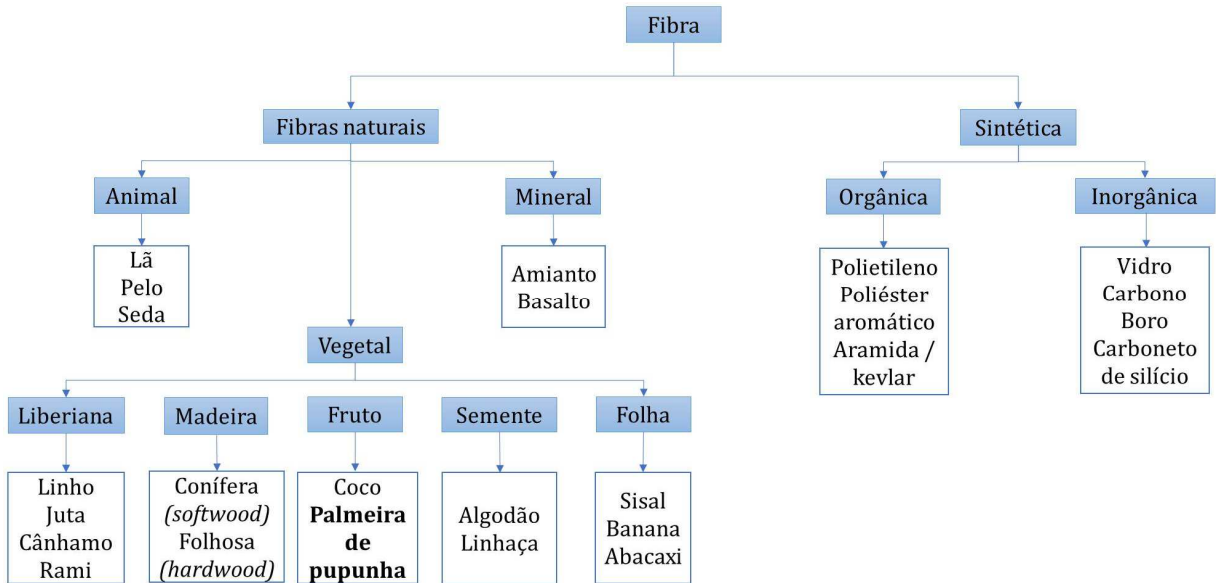 Fibra
Fibras naturais
Sintética
Animal
Mineral
Orgânica
Inorgânica
Lã
Pelo
Seda
Amianto
Basalto
Polietileno
Poliéster
aromático
Aramida /
kevlar
Vidro
Carbono
Boro
Carboneto
de silício
Vegetal
Liberiana
Madeira
Fruto
Semente
Folha
Linho
Juta
Cânhamo
Rami
Conífera
(softwood)
Folhosa
(hardwood)
Coco
Palmeira
de
pupunha
Algodão
Linhaça
Sisal
Banana
Abacaxi